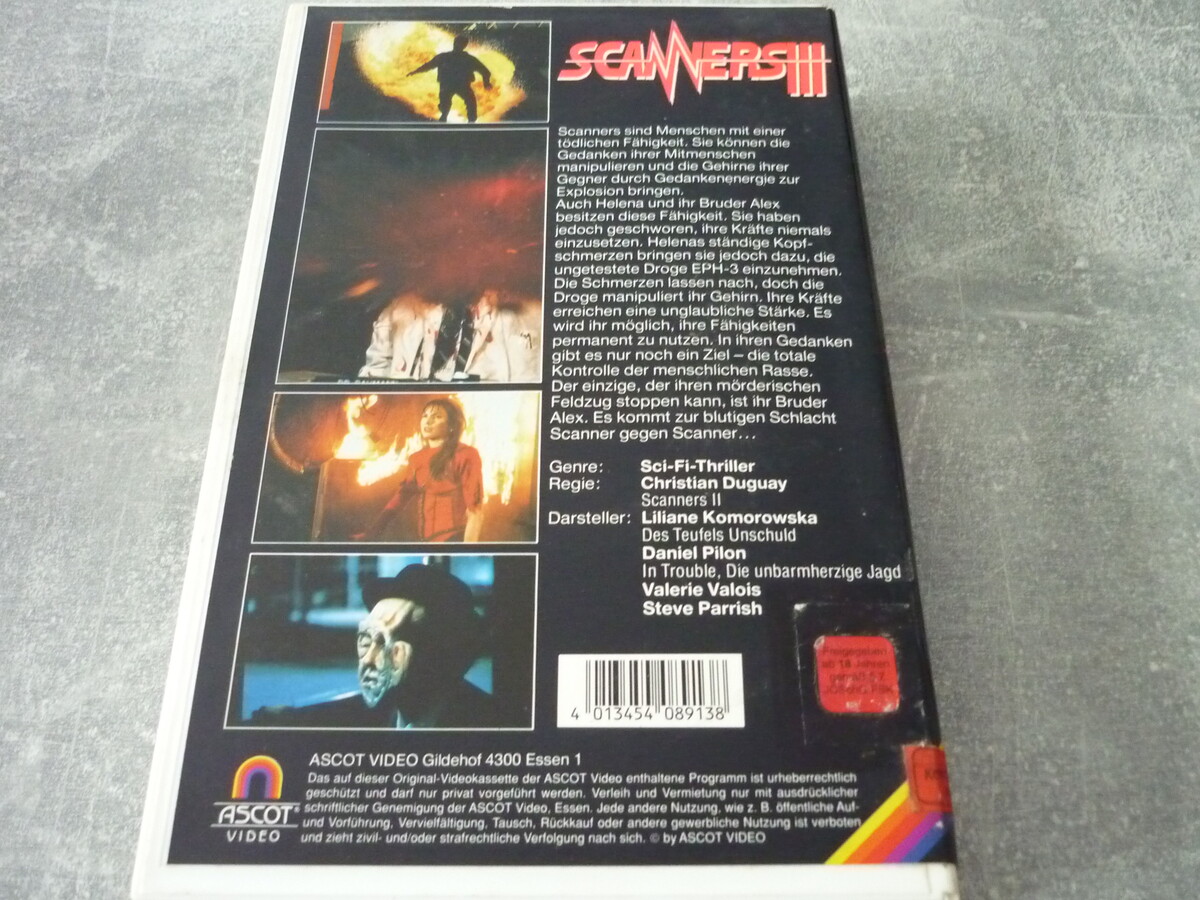 SCANNERS III
Scanners sind Menschen mit einer
tödlichen Fähigkeit. Sie können die
Gedanken ihrer Mitmenschen
manipulieren und die Gehirne ihrer
Gegner durch Gedankenenergie zur
Explosion bringen.
Auch Helena und ihr Bruder Alex
besitzen diese Fähigkeit. Sie haben
jedoch geschworen, ihre Kräfte niemals
einzusetzen. Helenas ständige Kopf-
schmerzen bringen sie jedoch dazu, die
ungetestete Droge EPH-3 einzunehmen.
Die Schmerzen lassen nach, doch die
Droge manipuliert ihr Gehirn. Ihre Kräfte
erreichen eine unglaubliche Stärke. Es
wird ihr möglich, ihre Fähigkeiten
permanent zu nutzen. In ihren Gedanken
gibt es nur noch ein Ziel – die totale
Kontrolle der menschlichen Rasse.
Der einzige, der ihren mörderischen
Feldzug stoppen kann, ist ihr Bruder
Alex. Es kommt zur blutigen Schlacht
Scanner gegen Scanner...
Genre: Sci-Fi-Thriller
Regie: Christian Duguay
Scanners II
Darsteller: Liliane Komorowska
Des Teufels Unschuld
Daniel Pilon
In Trouble, Die unbarmherzige Jagd
Valerie Valois
Steve Parrish
Freigegeben
ab 18 Jahren
gemäß § 7
JÖSchG FSK
4 013454 089138
ASCOT VIDEO Gildehof 4300 Essen 1
Das auf dieser Original-Videokassette der ASCOT Video enthaltene Programm ist urheberrechtlich
geschützt und darf nur privat vorgeführt werden. Verleih und Vermietung nur mit ausdrücklicher
schriftlicher Genemigung der ASCOT Video, Essen. Jede andere Nutzung, wie z. B. öffentliche Auf-
und Vorführung, Vervielfältigung, Tausch, Rückkauf oder andere gewerbliche Nutzung ist verboten
und zieht zivil- und/oder strafrechtliche Verfolgung nach sich. © by ASCOT VIDEO
ASCOT
VIDEO